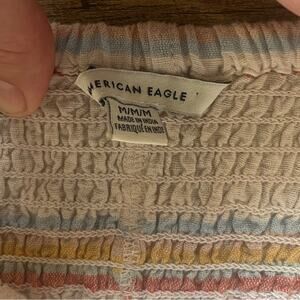 MERICAN EAGLE
M/M/M
MADE IN INDIA
FABRIQUÉ EN INDE